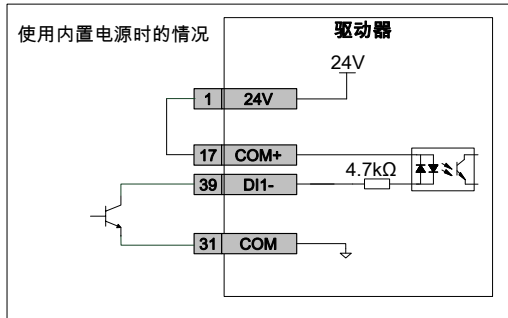 使用内置电源时的情况
驱动器
24V
1 24V
17 COM+
4.7kΩ
39 DI1-
31 COM